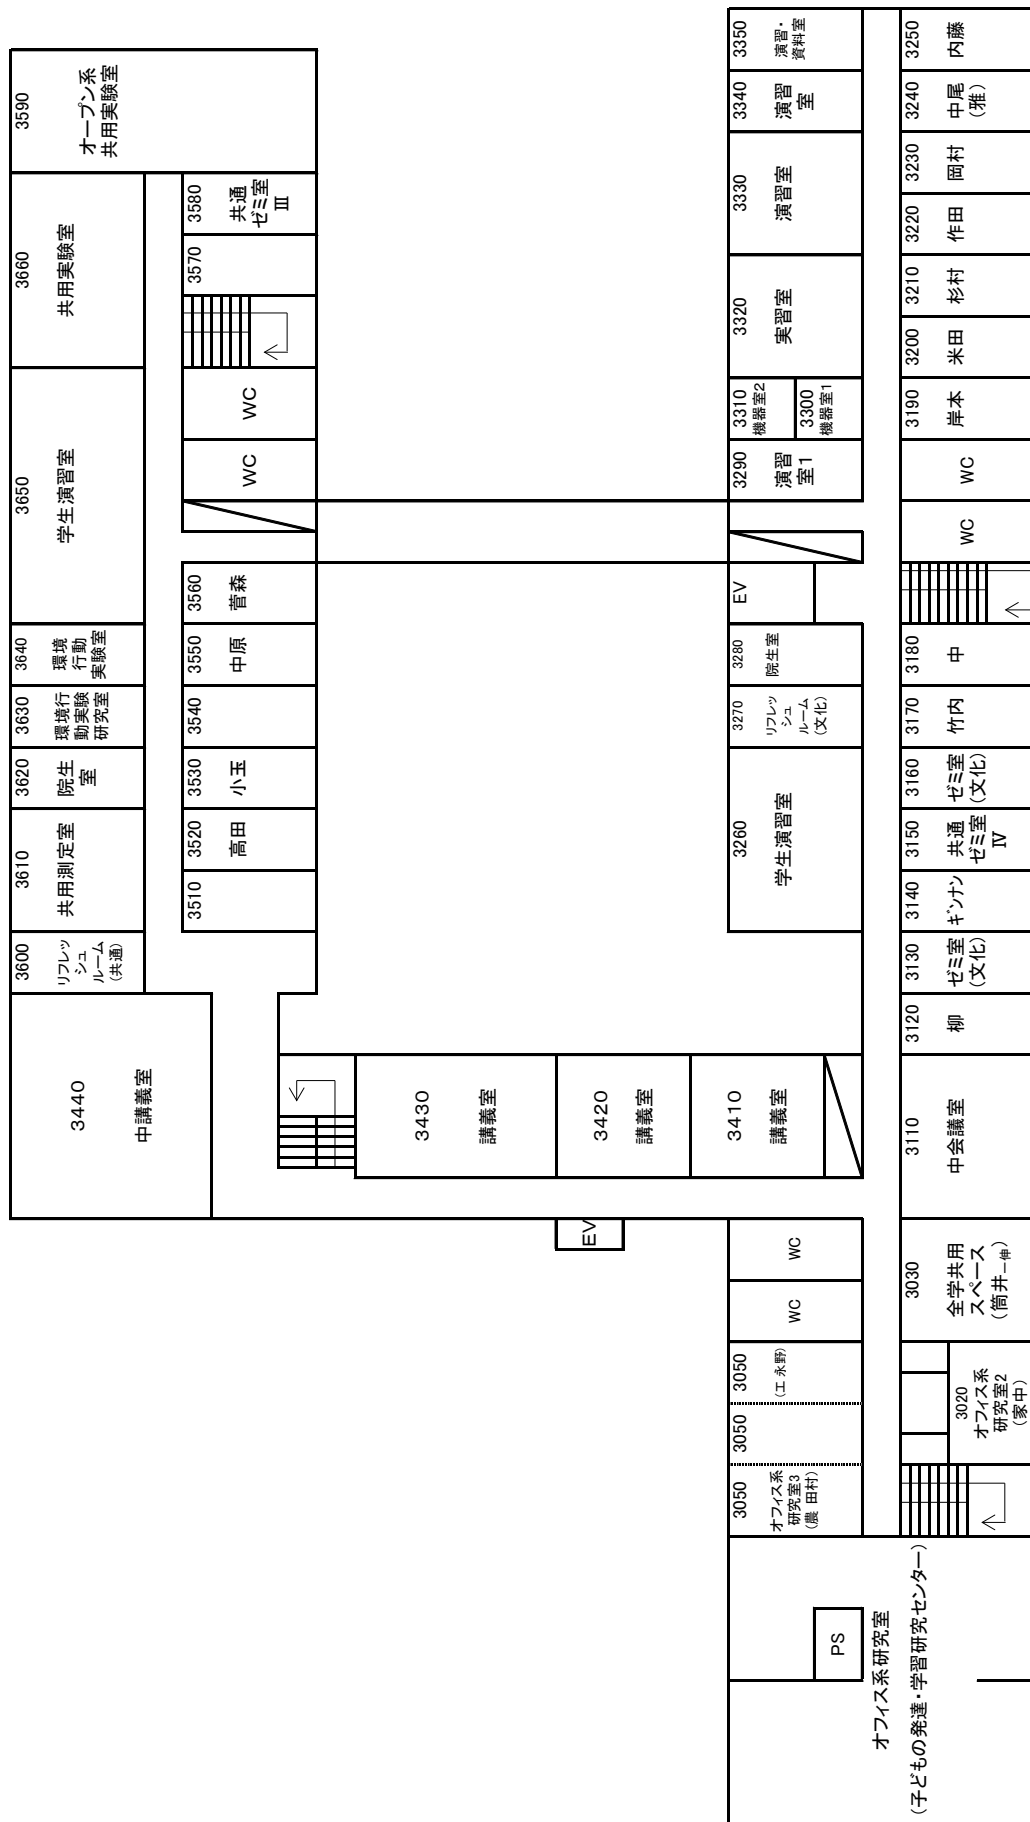 3590
オープン系
共用実験室
3660
共用実験室
3580
共通
ゼミ室
Ⅲ
3570
WC
WC
3650
学生演習室
3640
環境
行動
実験室
3630
環境行
動実験
研究室
3620
院生
室
3610
共用測定室
3600
リフレッ
シュ
ルーム
(共通)
3560
菅森
3550
中原
3540
3530
小玉
3520
高田
3510
3440
中講義室
3430
講義室
3420
講義室
3410
講義室
EV
3350
演習・
資料室
3340
演習
室
3330
演習室
3320
実習室
3310
機器室2
3300
機器室1
3290
演習
室1
EV
3280
院生室
3270
リフレッ
シュ
ルーム
(文化)
3260
学生演習室
3250
内藤
3240
中尾
(雅)
3230
岡村
3220
作田
3210
杉村
3200
米田
3190
岸本
WC
WC
3180
中
3170
竹内
3160
ゼミ室
(文化)
3150
共通
ゼミ室
Ⅳ
3140
ギンナン
3130
ゼミ室
(文化)
3120
柳
3110
中会議室
WC
WC
3050
(工 永野)
3050
3050
オフィス系
研究室3
(農 田村)
3030
全学共用
スペース
(筒井一伸)
3020
オフィス系
研究室2
(家中)
PS
オフィス系研究室
(子どもの発達・学習研究センター)